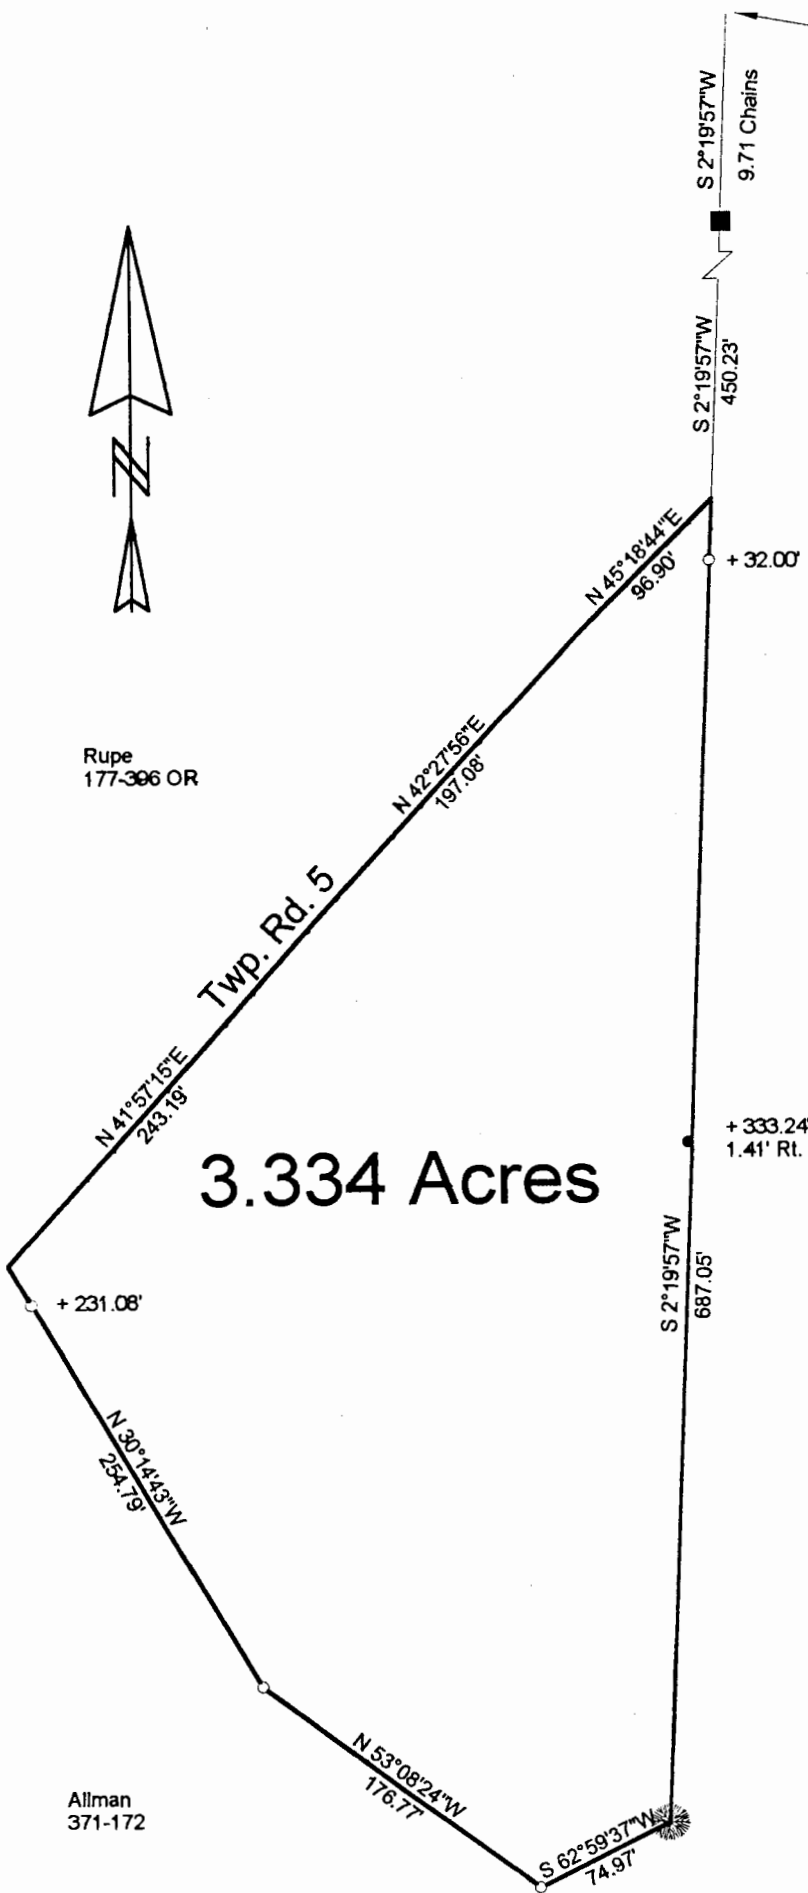 S 2°19'57"W
9.71 Chains
S 2°19'57"W
450.23'
N
N 45°18'44"E
96.90'
+ 32.00'
Rupe
177-396 OR
N 42°27'56"E
197.08'
Twp. Rd. 5
N 41°57'15"E
243.19'
+ 333.24'
1.41' Rt.
3.334 Acres
S 2°19'57"W
687.05'
+ 231.08'
N 30°14'43"W
254.79'
N 53°08'24"W
176.77'
Allman
371-172
S 62°59'37"W
74.97'